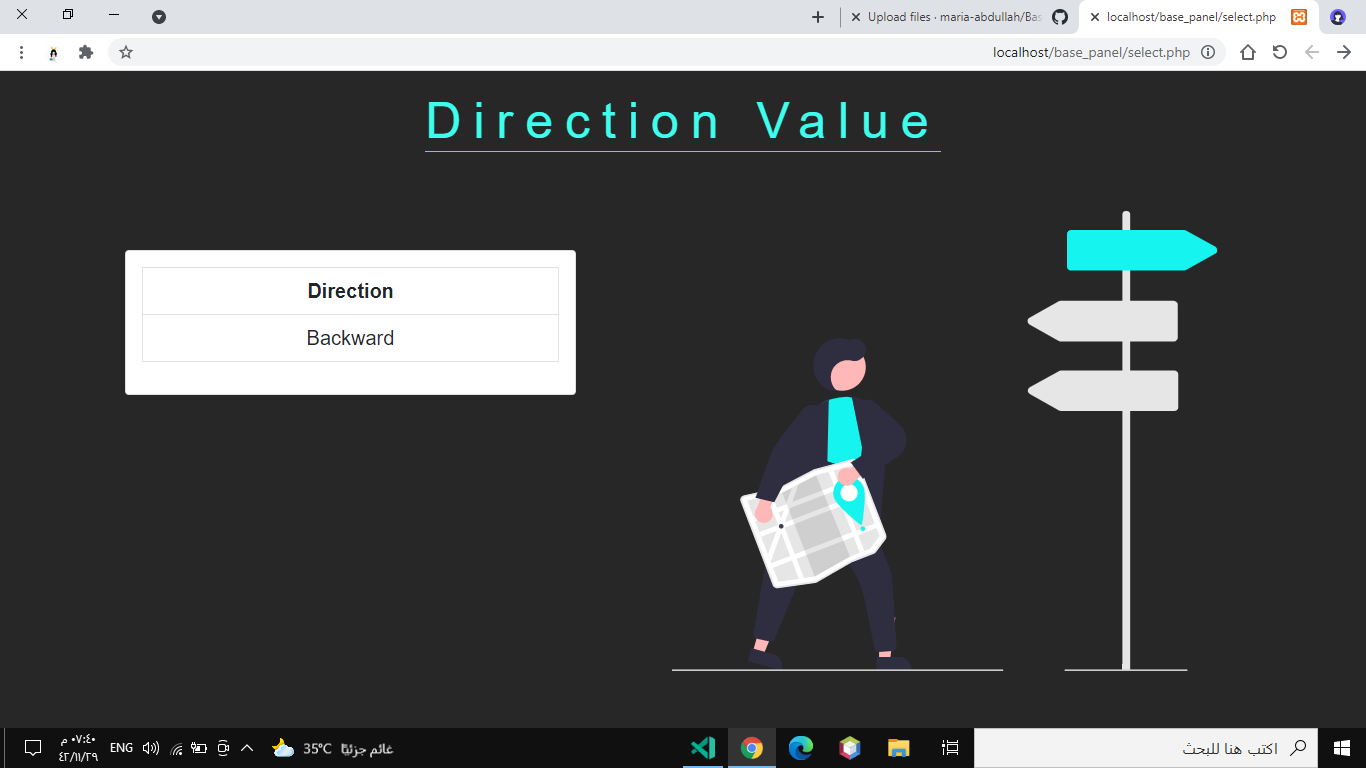 Upload files · maria-abdullah/Bas
localhost/base_panel/select.php
localhost/base_panel/select.php
Direction Value
Direction
Backward
٠٧:٤٠ م
٤٢/١١/٢٩
ENG
35°C غائم جزئيًا
اكتب هنا للبحث